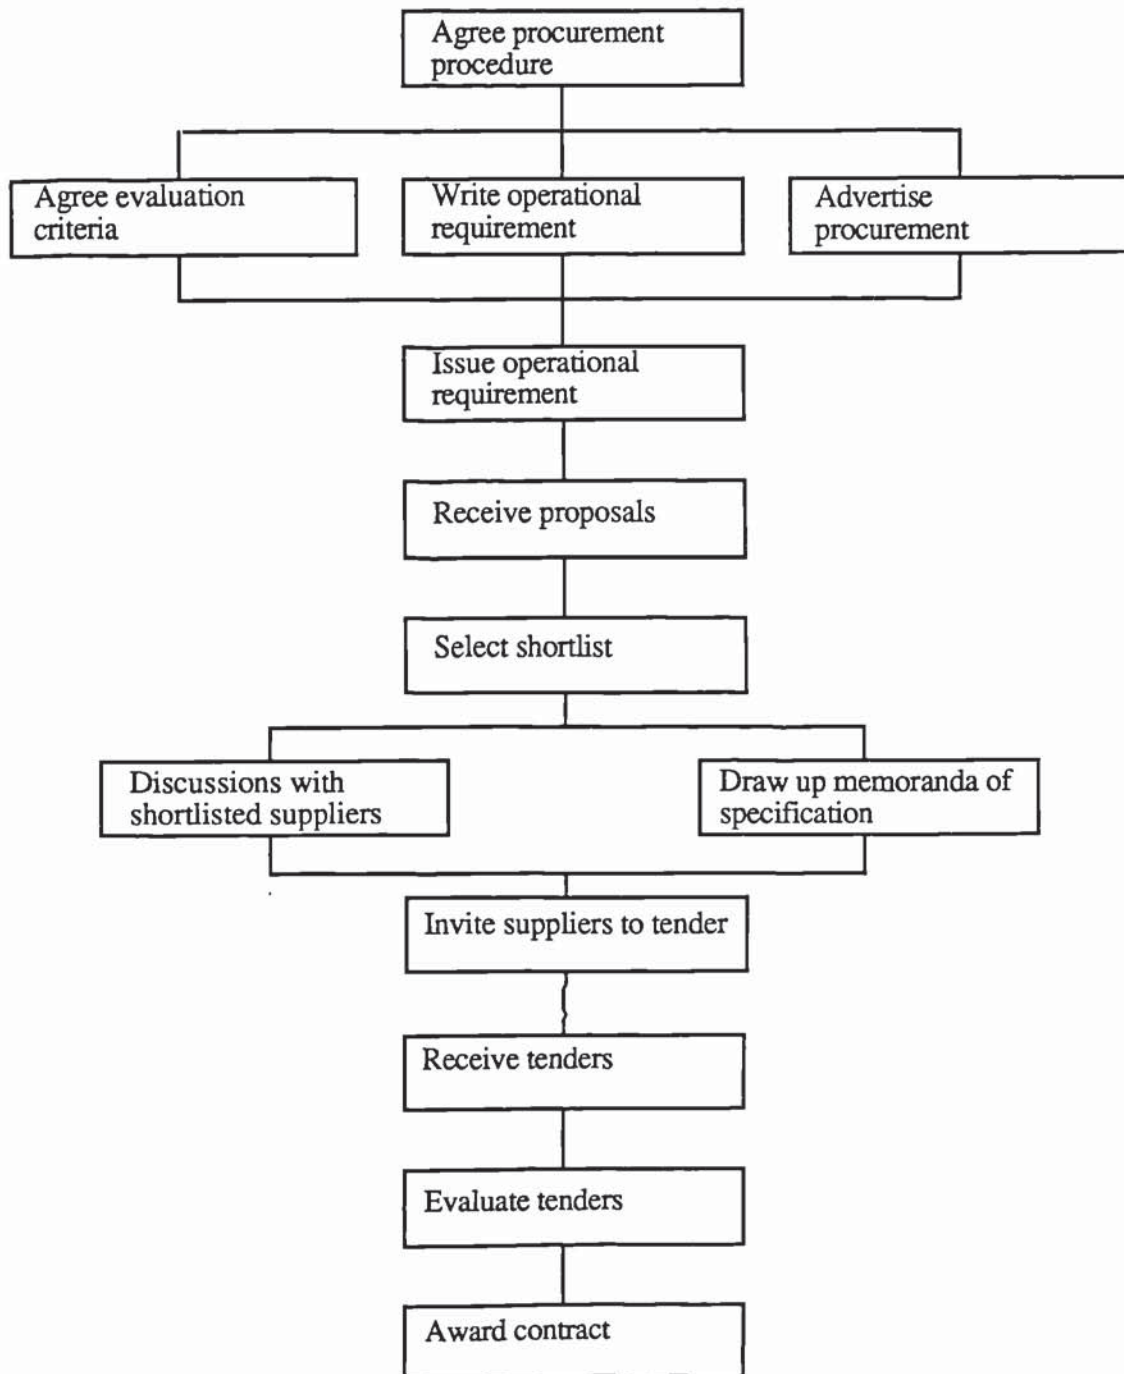 Agree procurement
procedure
Agree evaluation
criteria
Write operational
requirement
Advertise
procurement
Issue operational
requirement
Receive proposals
Select shortlist
Discussions with
shortlisted suppliers
Draw up memoranda of
specification
Invite suppliers to tender
Receive tenders
Evaluate tenders
Award contract